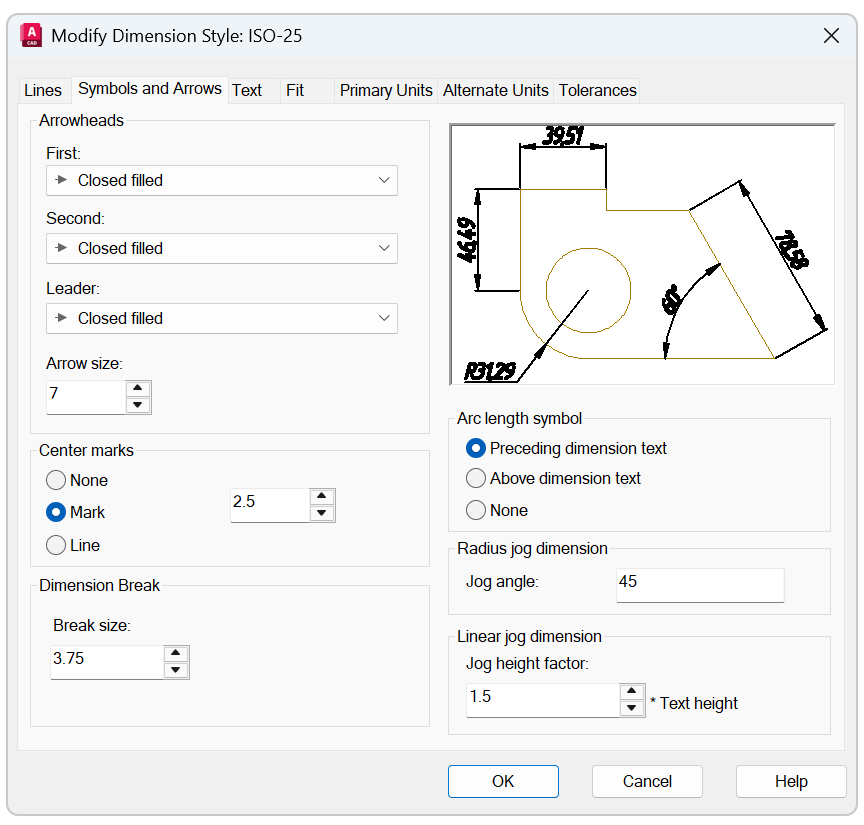 A CAD Modify Dimension Style: ISO-25
Lines Symbols and Arrows Text Fit Primary Units Alternate Units Tolerances
Arrowheads
First:
Closed filled
Second:
Closed filled
Leader:
Closed filled
Arrow size:
7
Center marks
None
Mark
2.5
Line
Dimension Break
Break size:
3.75
39,51
46,49
78,58
60°
R31,29
Arc length symbol
Preceding dimension text
Above dimension text
None
Radius jog dimension
Jog angle:
45
Linear jog dimension
Jog height factor:
1.5 * Text height
OK Cancel Help